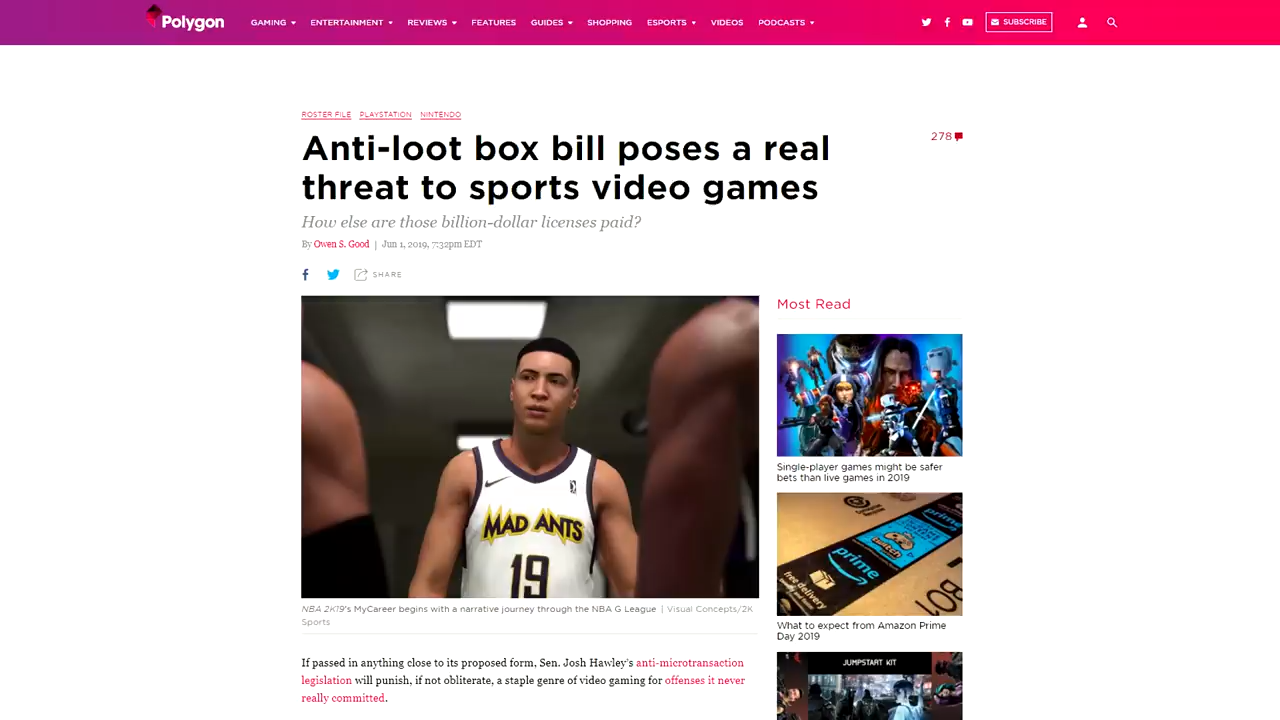 Polygon
GAMING ENTERTAINMENT REVIEWS FEATURES GUIDES SHOPPING ESPORTS VIDEOS PODCASTS SUBSCRIBE
ROSTER FILE PLAYSTATION NINTENDO
Anti-loot box bill poses a real
threat to sports video games
278
How else are those billion-dollar licenses paid?
By Owen S. Good | Jun 1, 2019, 7:32pm EDT
SHARE
MAD ANTS
19
NBA 2K19's MyCareer begins with a narrative journey through the NBA G League | Visual Concepts/2K
Sports
If passed in anything close to its proposed form, Sen. Josh Hawley's anti-microtransaction
legislation will punish, if not obliterate, a staple genre of video gaming for offenses it never
really committed.
Most Read
Single-player games might be safer
bets than live games in 2019
prime
twitch
prime
free delivery
BO1
What to expect from Amazon Prime
Day 2019
JUMPSTART KIT